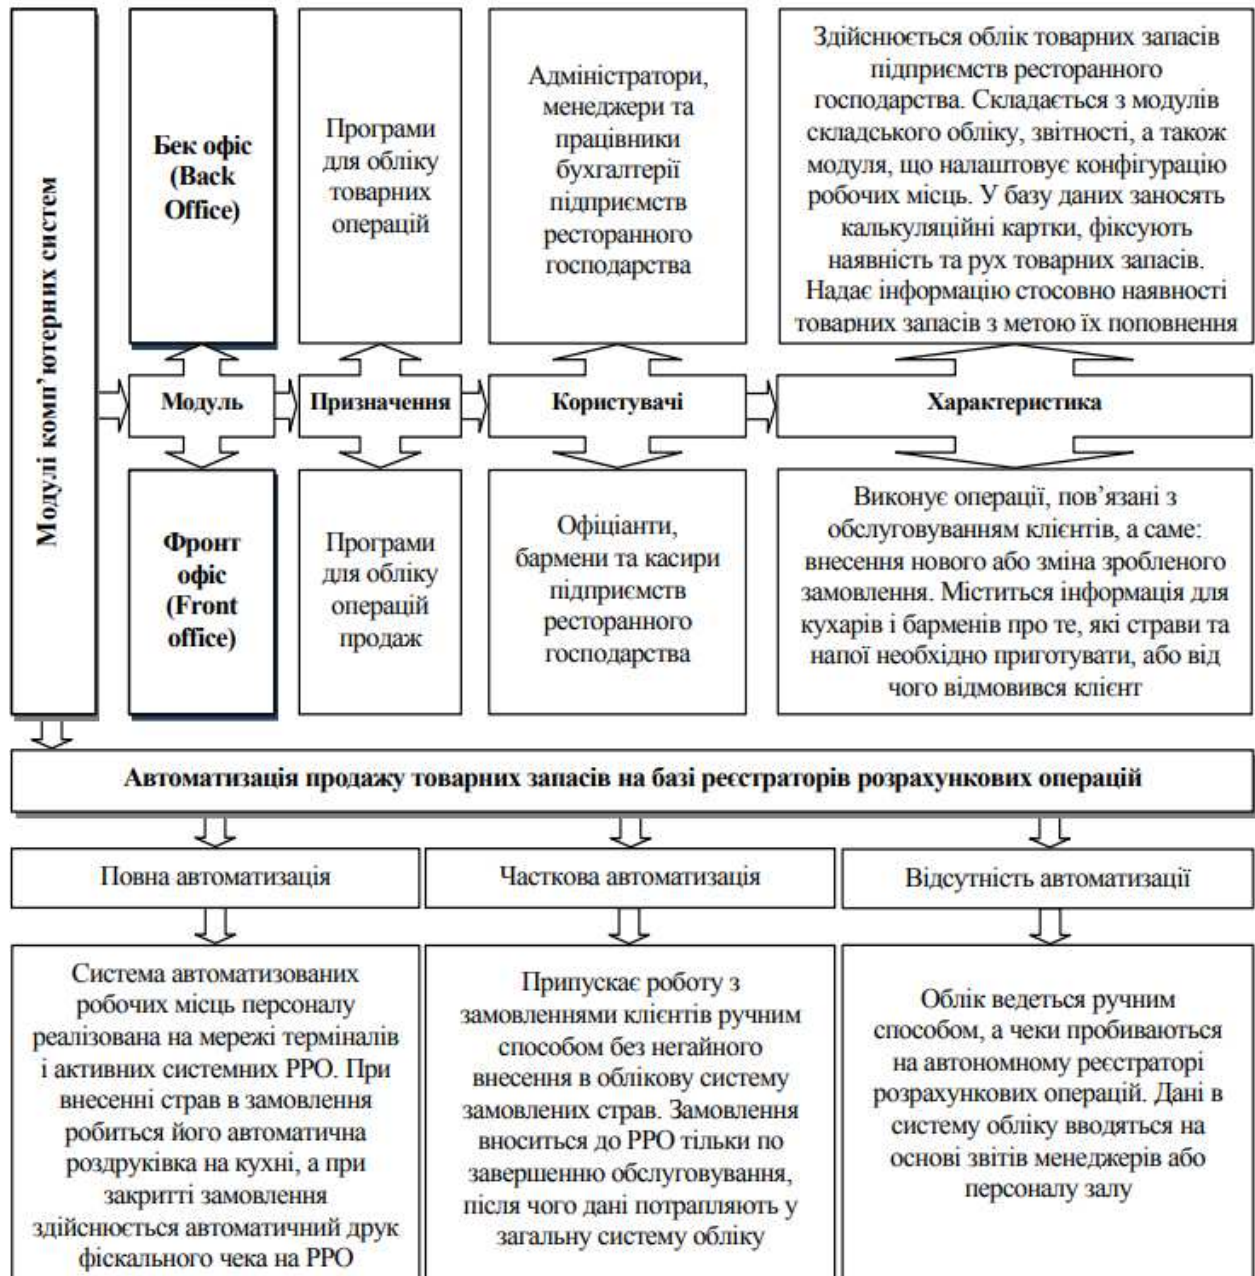 Модулі комп’ютерних систем
Бек офіс
(Back
Office)
Програми
для обліку
товарних
операцій
Адміністратори,
менеджери та
працівники
бухгалтерії
підприємств
ресторанного
господарства
Здійснюється облік товарних запасів
підприємств ресторанного
господарства. Складається з модулів
складського обліку, звітності, а також
модуля, що налаштовує конфігурацію
робочих місць. У базу даних заносять
калькуляційні картки, фіксують
наявність та рух товарних запасів.
Надає інформацію стосовно наявності
товарних запасів з метою їх поповнення
Модуль
Призначення
Користувачі
Характеристика
Фронт
офіс
(Front
office)
Програми
для обліку
операцій
продаж
Офіціанти,
бармени та касири
підприємств
ресторанного
господарства
Виконує операції, пов’язані з
обслуговуванням клієнтів, а саме:
внесення нового або зміна зробленого
замовлення. Міститься інформація для
кухарів і барменів про те, які страви та
напої необхідно приготувати, або від
чого відмовився клієнт
Автоматизація продажу товарних запасів на базі реєстраторів розрахункових операцій
Повна автоматизація
Часткова автоматизація
Відсутність автоматизації
Система автоматизованих
робочих місць персоналу
реалізована на мережі терміналів
і активних системних РРО. При
внесенні страв в замовлення
робиться його автоматична
роздруківка на кухні, а при
закритті замовлення
здійснюється автоматичний друк
фіскального чека на РРО
Припускає роботу з
замовленнями клієнтів ручним
способом без негайного
внесення в облікову систему
замовлених страв. Замовлення
вноситься до РРО тільки по
завершенню обслуговування,
після чого дані потрапляють у
загальну систему обліку
Облік ведеться ручним
способом, а чеки пробиваються
на автономному реєстраторі
розрахункових операцій. Дані в
систему обліку вводяться на
основі звітів менеджерів або
персоналу залу